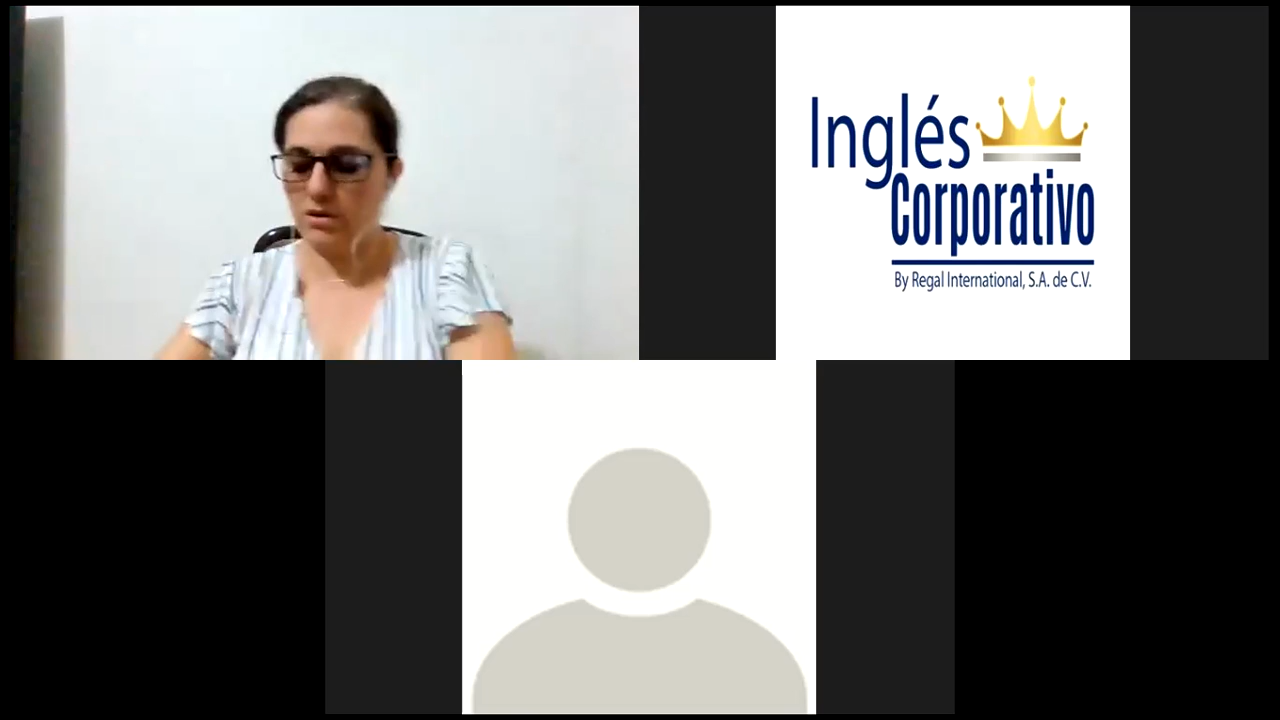 Inglés
Corporativo
By Regal International, S.A. de C.V.